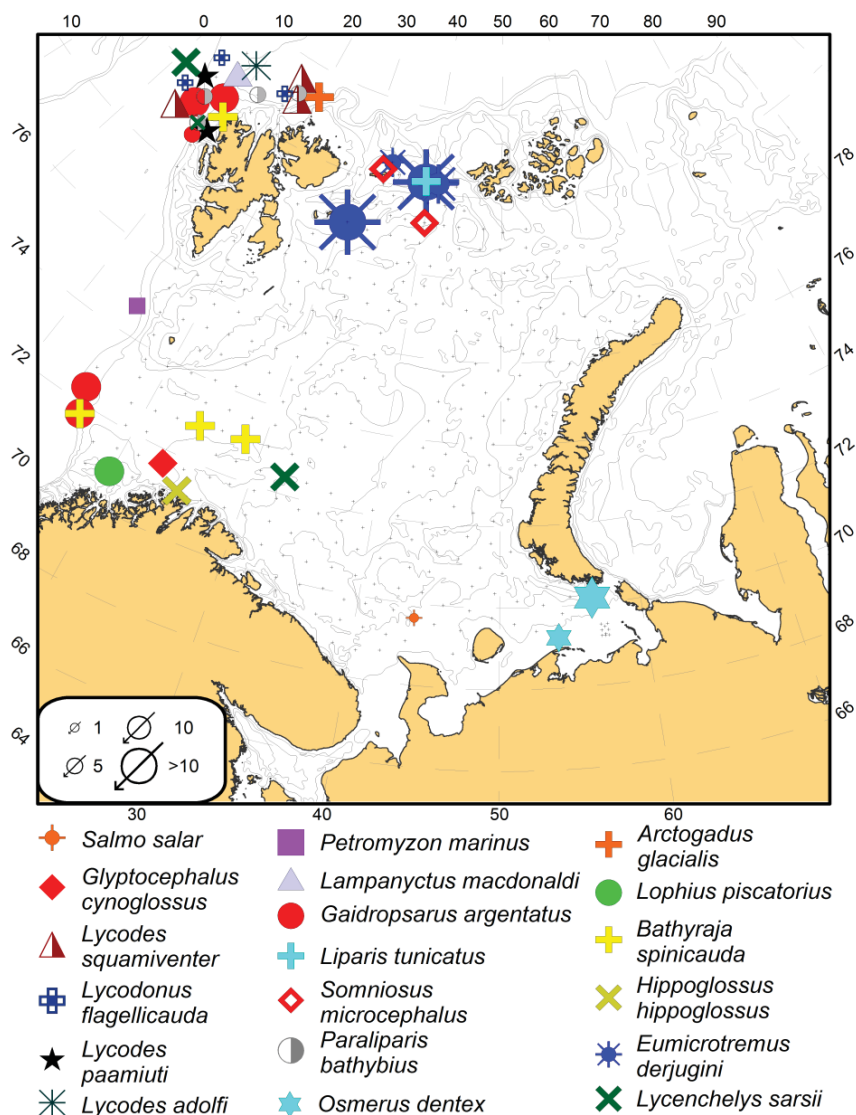 10 0 10 20 30 40 50 60 70 80 90
76
74
72
70
68
66
64
78
76
74
72
70
68
66
1 10
5 >10
30 40 50 60
Salmo salar
Glyptocephalus
cynoglossus
Lycodes
squamiventer
Lycodonus
flagellicauda
Lycodes
paamiuti
Lycodes adolfi
Petromyzon marinus
Lampanyctus macdonaldi
Gaidropsarus argentatus
Liparis tunicatus
Somniosus
microcephalus
Paraliparis
bathybius
Osmerus dentex
Arctogadus
glacialis
Lophius piscatorius
Bathyraja
spinicauda
Hippoglossus
hippoglossus
Eumicrotremus
derjugini
Lycenchelys sarsii